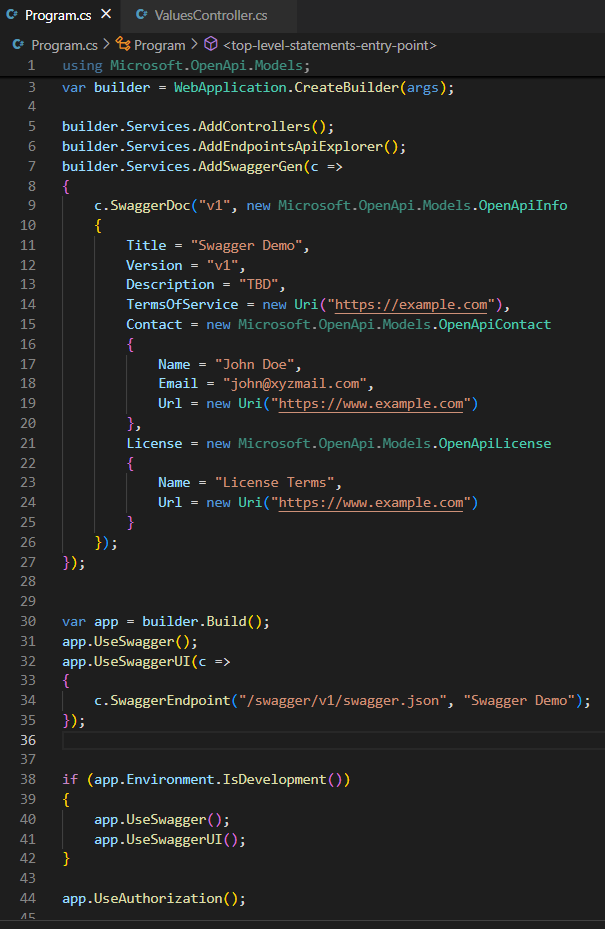 Program.cs
ValuesController.cs
Program.cs > Program > <top-level-statements-entry-point>
1 using Microsoft.OpenApi.Models;
3 var builder = WebApplication.CreateBuilder(args);
4
5 builder.Services.AddControllers();
6 builder.Services.AddEndpointsApiExplorer();
7 builder.Services.AddSwaggerGen(c =>
8 {
9     c.SwaggerDoc("v1", new Microsoft.OpenApi.Models.OpenApiInfo
10     {
11         Title = "Swagger Demo",
12         Version = "v1",
13         Description = "TBD",
14         TermsOfService = new Uri("https://example.com"),
15         Contact = new Microsoft.OpenApi.Models.OpenApiContact
16         {
17             Name = "John Doe",
18             Email = "john@xyzmail.com",
19             Url = new Uri("https://www.example.com")
20         },
21         License = new Microsoft.OpenApi.Models.OpenApiLicense
22         {
23             Name = "License Terms",
24             Url = new Uri("https://www.example.com")
25         }
26     });
27 });
28
29
30 var app = builder.Build();
31 app.UseSwagger();
32 app.UseSwaggerUI(c =>
33 {
34     c.SwaggerEndpoint("/swagger/v1/swagger.json", "Swagger Demo");
35 });
36
37
38 if (app.Environment.IsDevelopment())
39 {
40     app.UseSwagger();
41     app.UseSwaggerUI();
42 }
43
44 app.UseAuthorization();
45